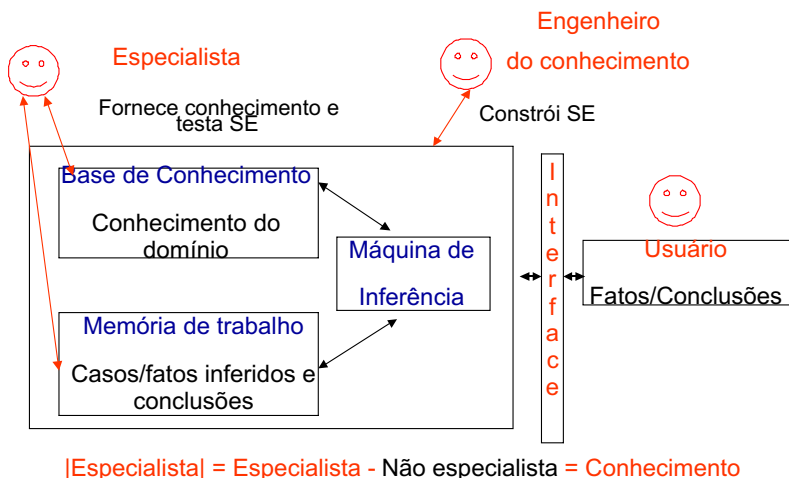 Especialista
Engenheiro
do conhecimento
Fornece conhecimento e
testa SE
Constrói SE
Base de Conhecimento
Conhecimento do
domínio
Máquina de
Inferência
Memória de trabalho
Casos/fatos inferidos e
conclusões
Interface
Usuário
Fatos/Conclusões
|Especialista| = Especialista - Não especialista = Conhecimento